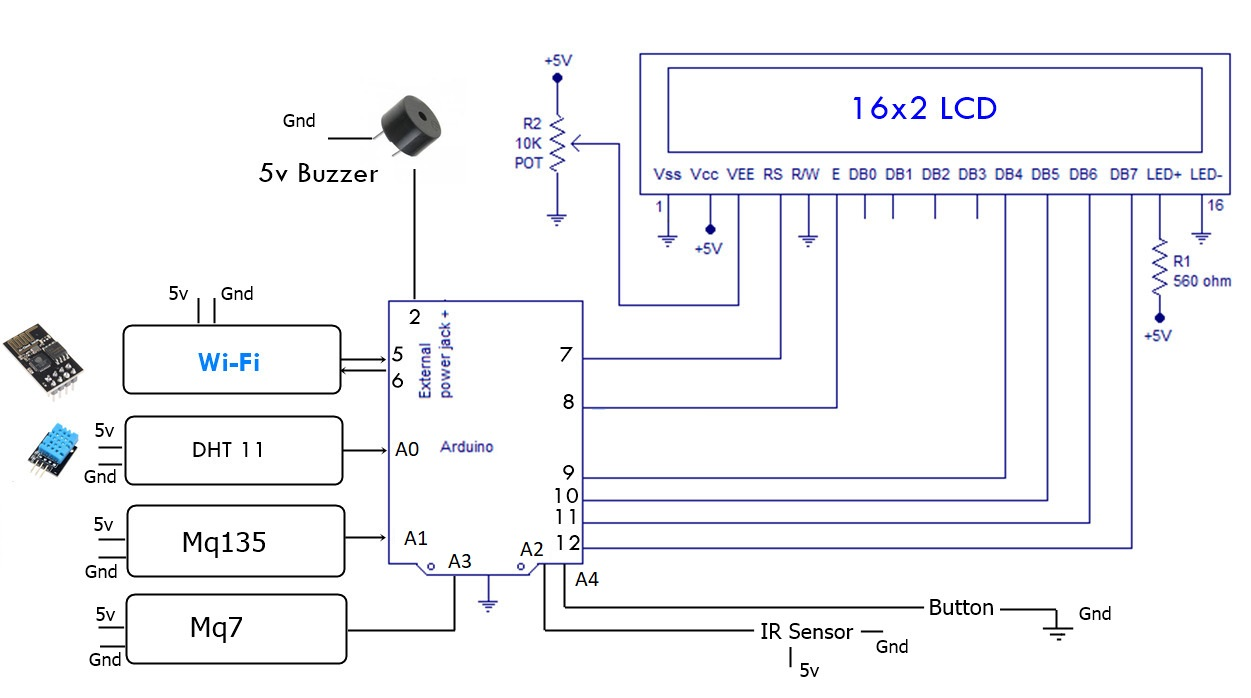 +5V
16x2 LCD
R2
10K
POT
Gnd
5v Buzzer
Vss Vcc VEE RS R/W E DB0 DB1 DB2 DB3 DB4 DB5 DB6 DB7 LED+ LED-
1
16
+5V
R1
560 ohm
+5V
5v Gnd
Wi-Fi
2
5
6
External
power jack +
7
8
5v
Gnd
DHT 11
A0
Arduino
9
10
11
12
5v
Gnd
Mq135
A1
A3
A2
A4
5v
Gnd
Mq7
Button
Gnd
IR Sensor
Gnd
5v